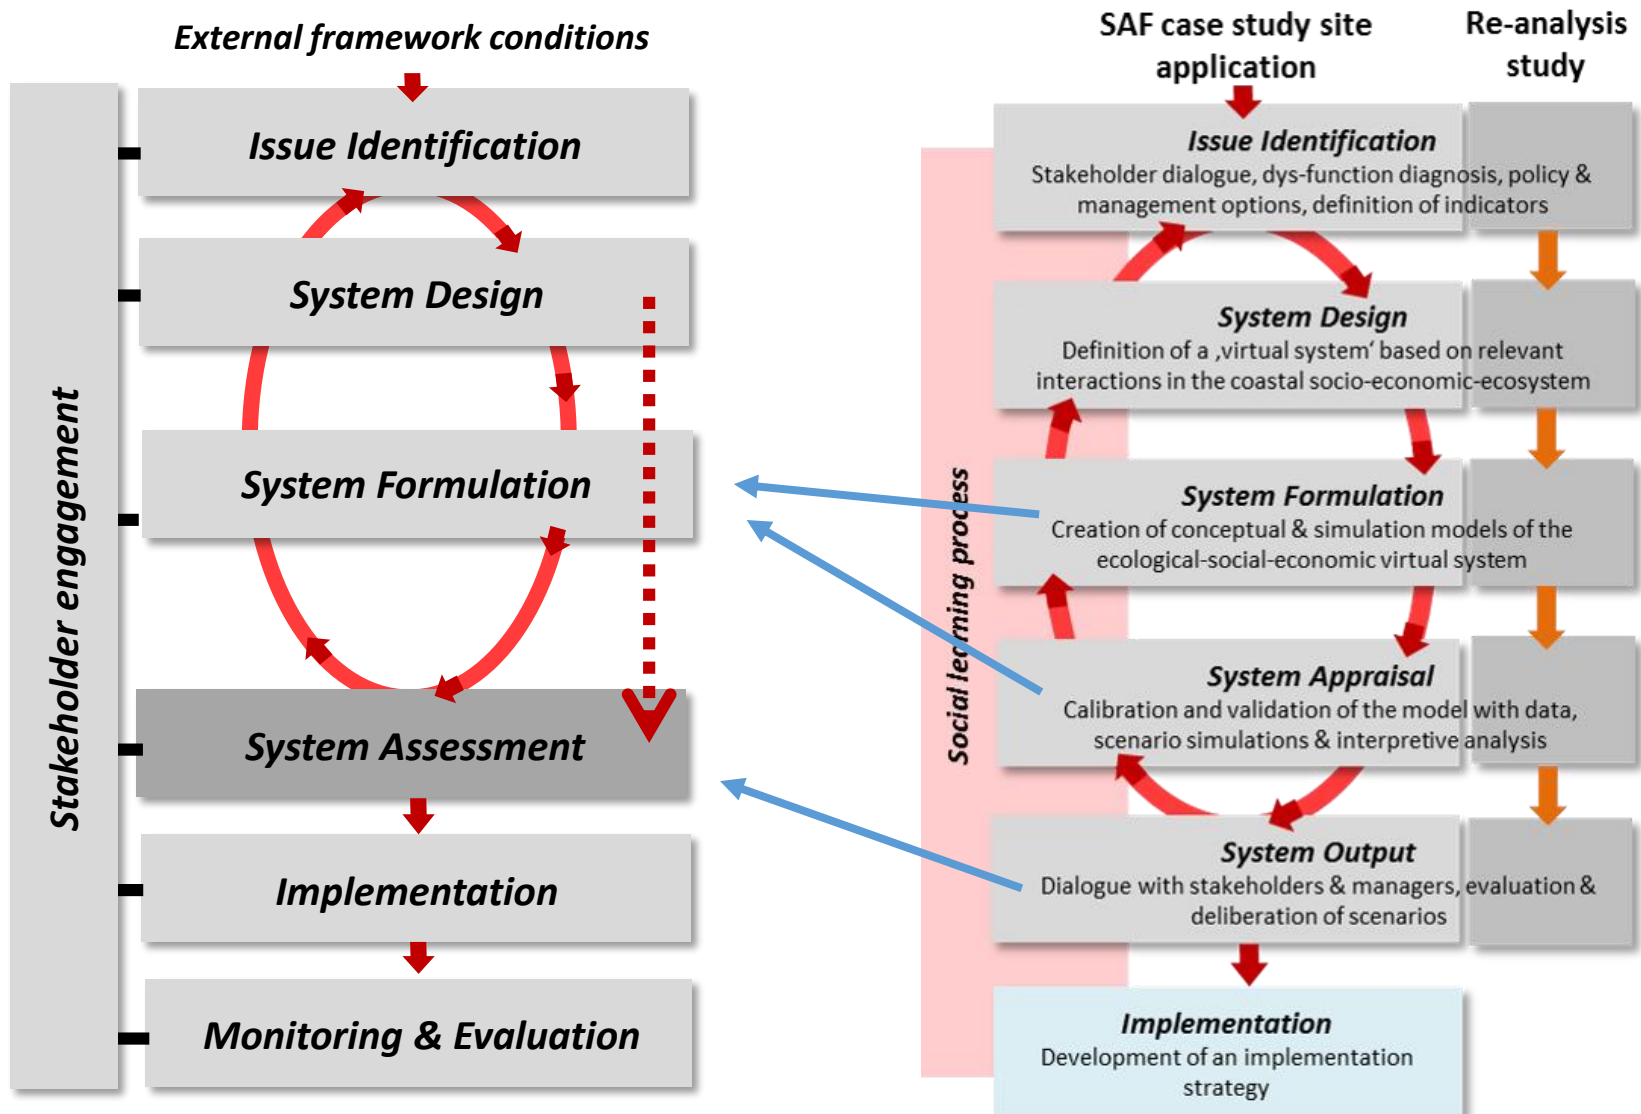 External framework conditions
Stakeholder engagement
Issue Identification
System Design
System Formulation
System Assessment
Implementation
Monitoring & Evaluation
SAF case study site
application
Re-analysis
study
Social learning process
Issue Identification
Stakeholder dialogue, dys-function diagnosis, policy &
management options, definition of indicators
System Design
Definition of a ‚virtual system‘ based on relevant
interactions in the coastal socio-economic-ecosystem
System Formulation
Creation of conceptual & simulation models of the
ecological-social-economic virtual system
System Appraisal
Calibration and validation of the model with data,
scenario simulations & interpretive analysis
System Output
Dialogue with stakeholders & managers, evaluation &
deliberation of scenarios
Implementation
Development of an implementation
strategy